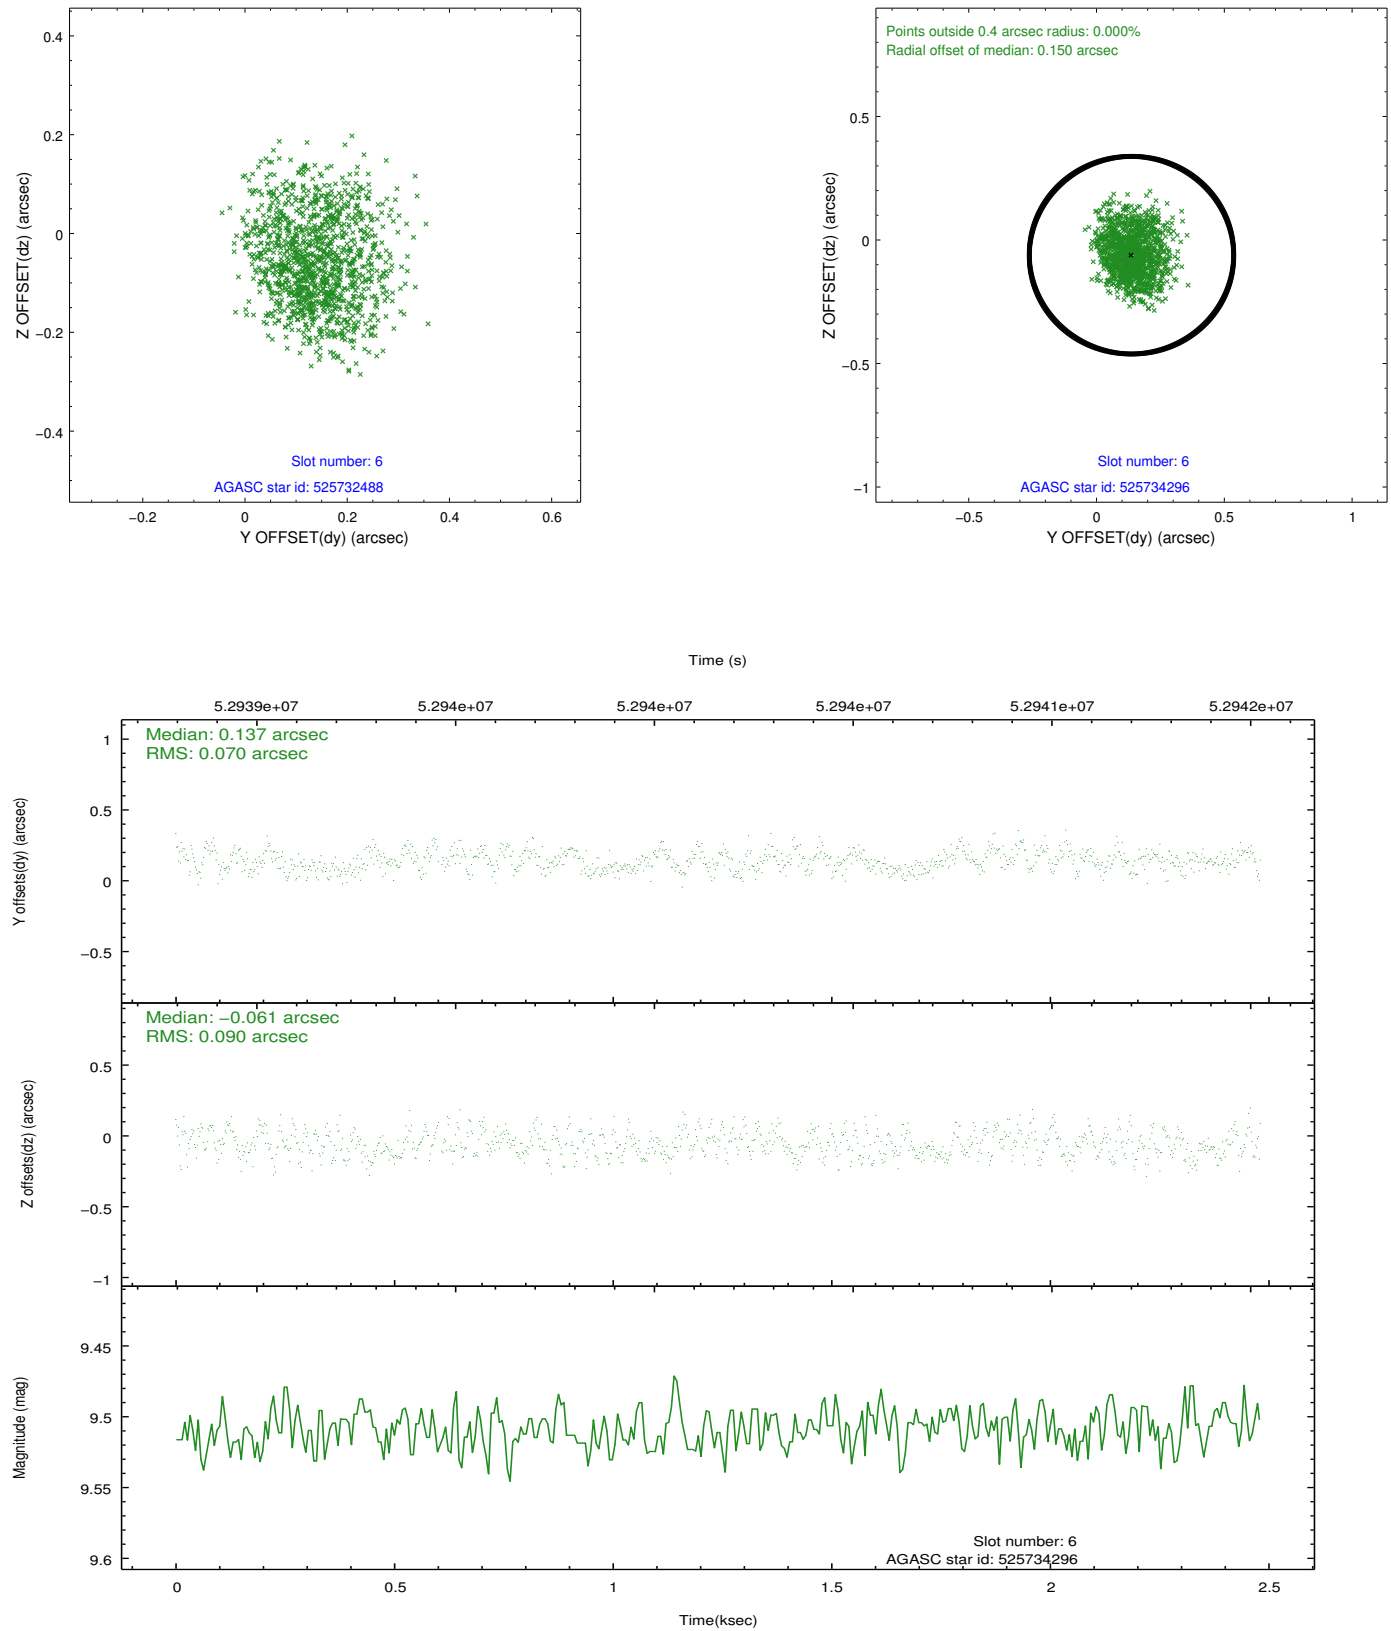 0.4
0.2
0
−0.2
−0.4
Z OFFSET(dz) (arcsec)
Slot number: 6
AGASC star id: 525732488
−0.2 0 0.2 0.4 0.6
Y OFFSET(dy) (arcsec)
Points outside 0.4 arcsec radius: 0.000%
Radial offset of median: 0.150 arcsec
0.5
0
−0.5
−1
Z OFFSET(dz) (arcsec)
Slot number: 6
AGASC star id: 525734296
−0.5 0 0.5 1
Y OFFSET(dy) (arcsec)
Time (s)
5.2939e+07 5.294e+07 5.294e+07 5.294e+07 5.2941e+07 5.2942e+07
Median: 0.137 arcsec
RMS: 0.070 arcsec
1
0.5
0
−0.5
Y offsets(dy) (arcsec)
Median: −0.061 arcsec
RMS: 0.090 arcsec
0.5
0
−0.5
−1
Z offsets(dz) (arcsec)
9.45
9.5
9.55
9.6
Magnitude (mag)
Slot number: 6
AGASC star id: 525734296
0 0.5 1 1.5 2 2.5
Time(ksec)